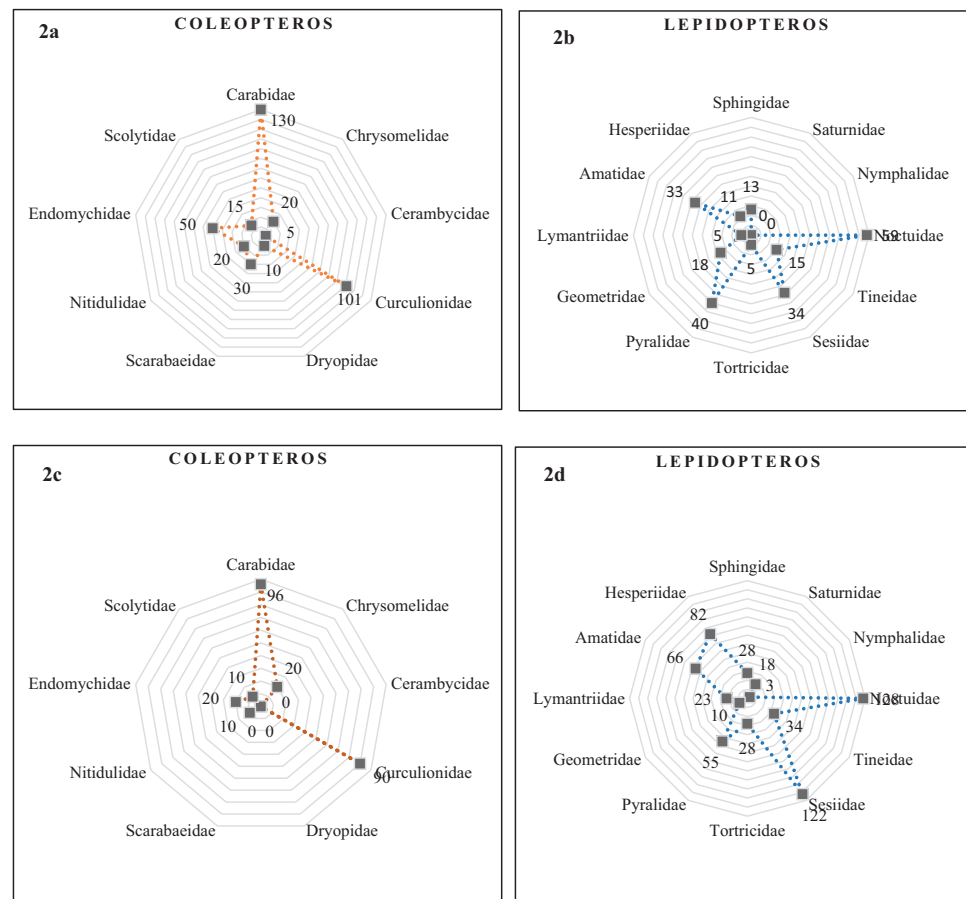 2a
COLEOPTEROS
Carabidae
130
Scolytidae
Chrysomelidae
15
20
Endomychidae
50
5
Cerambycidae
20
10
30
101
Nitidulidae
Curculionidae
Scarabaeidae
Dryopidae
2b
LEPIDOPTEROS
Sphingidae
Hesperiidae
Saturnidae
Amatidae
33
11
13
0
Nymphalidae
0
Lymantriidae
5
Noctuidae
59
18
5
15
Geometridae
40
34
Tineidae
Pyralidae
Sesiidae
Tortricidae
2c
COLEOPTEROS
Carabidae
96
Scolytidae
Chrysomelidae
10
20
Endomychidae
20
0
Cerambycidae
10
0
0
90
Curculionidae
Nitidulidae
Scarabaeidae
Dryopidae
2d
LEPIDOPTEROS
Sphingidae
Hesperiidae
Saturnidae
82
Amatidae
66
28
18
Nymphalidae
3
Lymantriidae
23
Noctuidae
128
10
28
34
Geometridae
55
Tineidae
Pyralidae
Sesiidae
122
Tortricidae